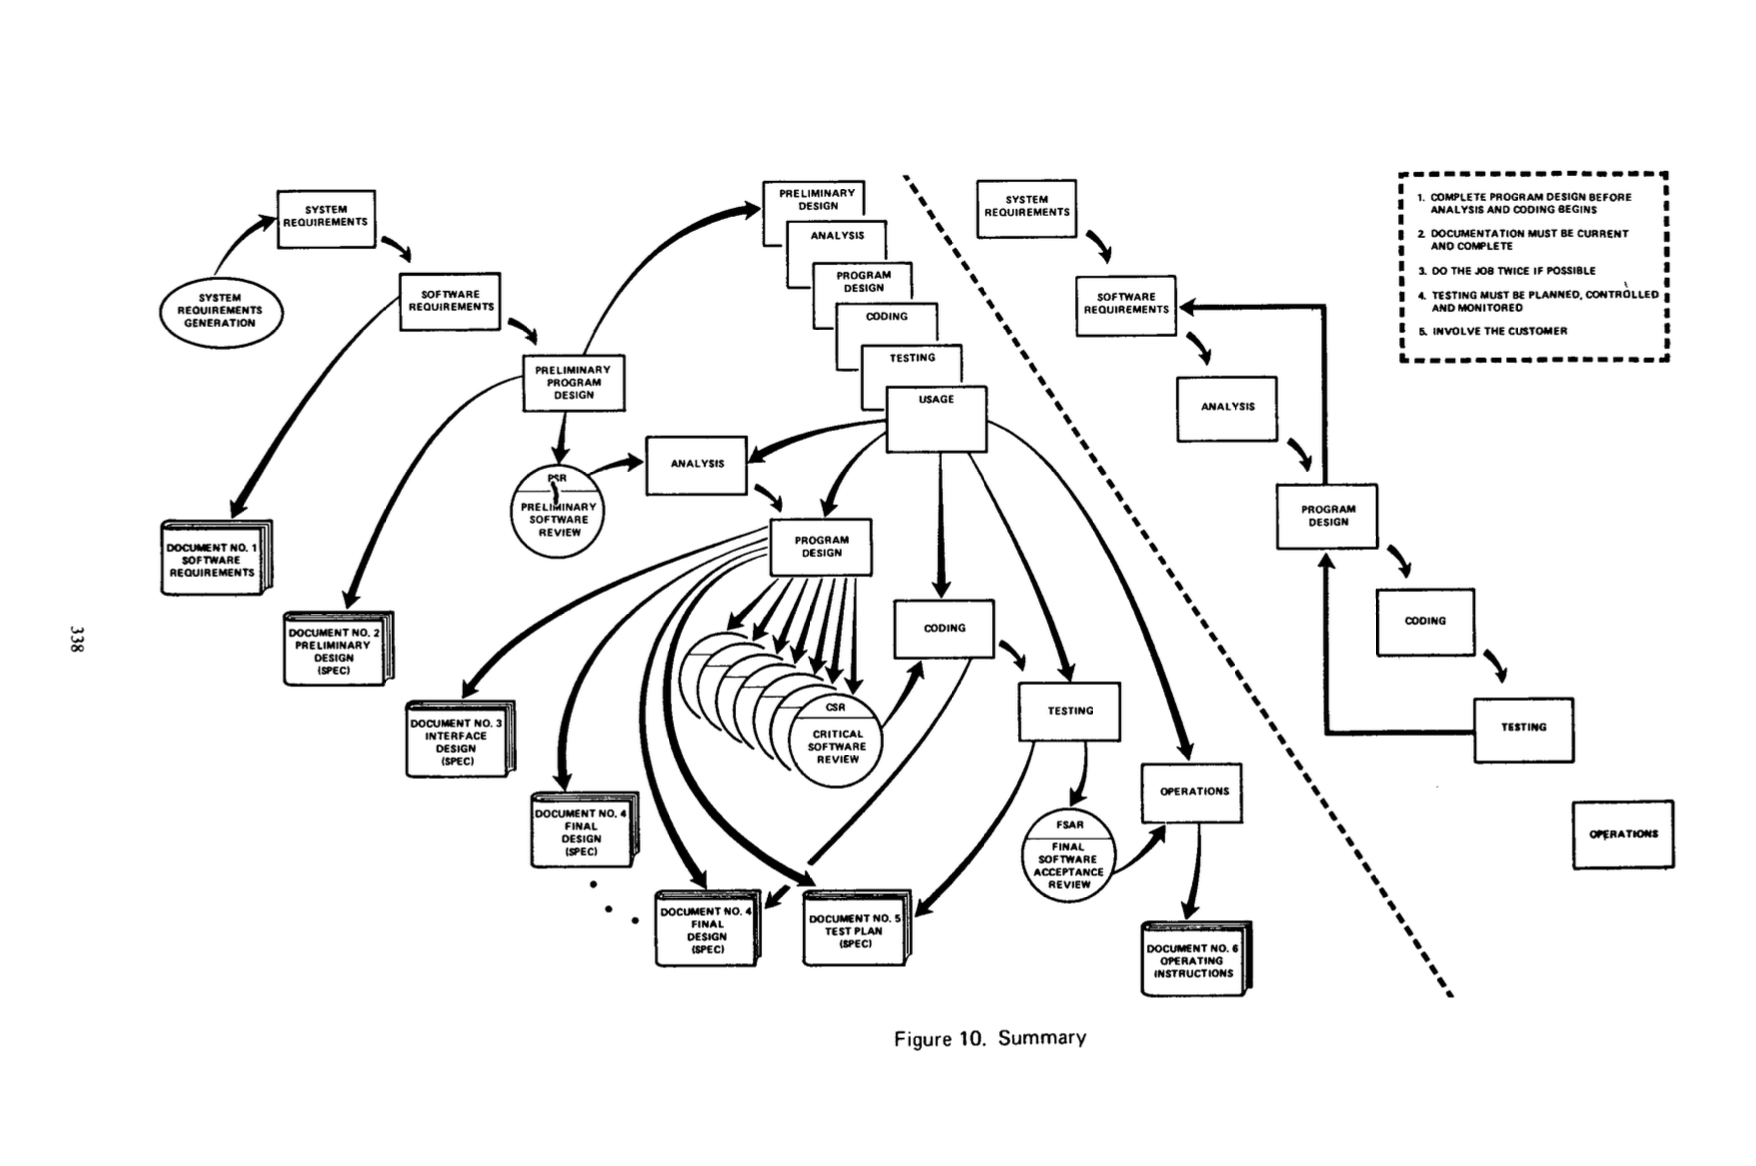 SYSTEM
REQUIREMENTS
SYSTEM
REQUIREMENTS
GENERATION
SOFTWARE
REQUIREMENTS
PRELIMINARY
PROGRAM
DESIGN
PSR
PRELIMINARY
SOFTWARE
REVIEW
DOCUMENT NO. 1
SOFTWARE
REQUIREMENTS
DOCUMENT NO. 2
PRELIMINARY
DESIGN
(SPEC)
PRELIMINARY
DESIGN
ANALYSIS
PROGRAM
DESIGN
CODING
TESTING
USAGE
ANALYSIS
PROGRAM
DESIGN
CSR
CRITICAL
SOFTWARE
REVIEW
CODING
TESTING
FSAR
FINAL
SOFTWARE
ACCEPTANCE
REVIEW
OPERATIONS
DOCUMENT NO. 3
INTERFACE
DESIGN
(SPEC)
DOCUMENT NO. 4
FINAL
DESIGN
(SPEC)
DOCUMENT NO. 4
FINAL
DESIGN
(SPEC)
DOCUMENT NO. 5
TEST PLAN
(SPEC)
DOCUMENT NO. 6
OPERATING
INSTRUCTIONS
SYSTEM
REQUIREMENTS
SOFTWARE
REQUIREMENTS
ANALYSIS
PROGRAM
DESIGN
CODING
TESTING
OPERATIONS
1. COMPLETE PROGRAM DESIGN BEFORE
ANALYSIS AND CODING BEGINS
2. DOCUMENTATION MUST BE CURRENT
AND COMPLETE
3. DO THE JOB TWICE IF POSSIBLE
4. TESTING MUST BE PLANNED, CONTROLLED
AND MONITORED
5. INVOLVE THE CUSTOMER
338
Figure 10. Summary